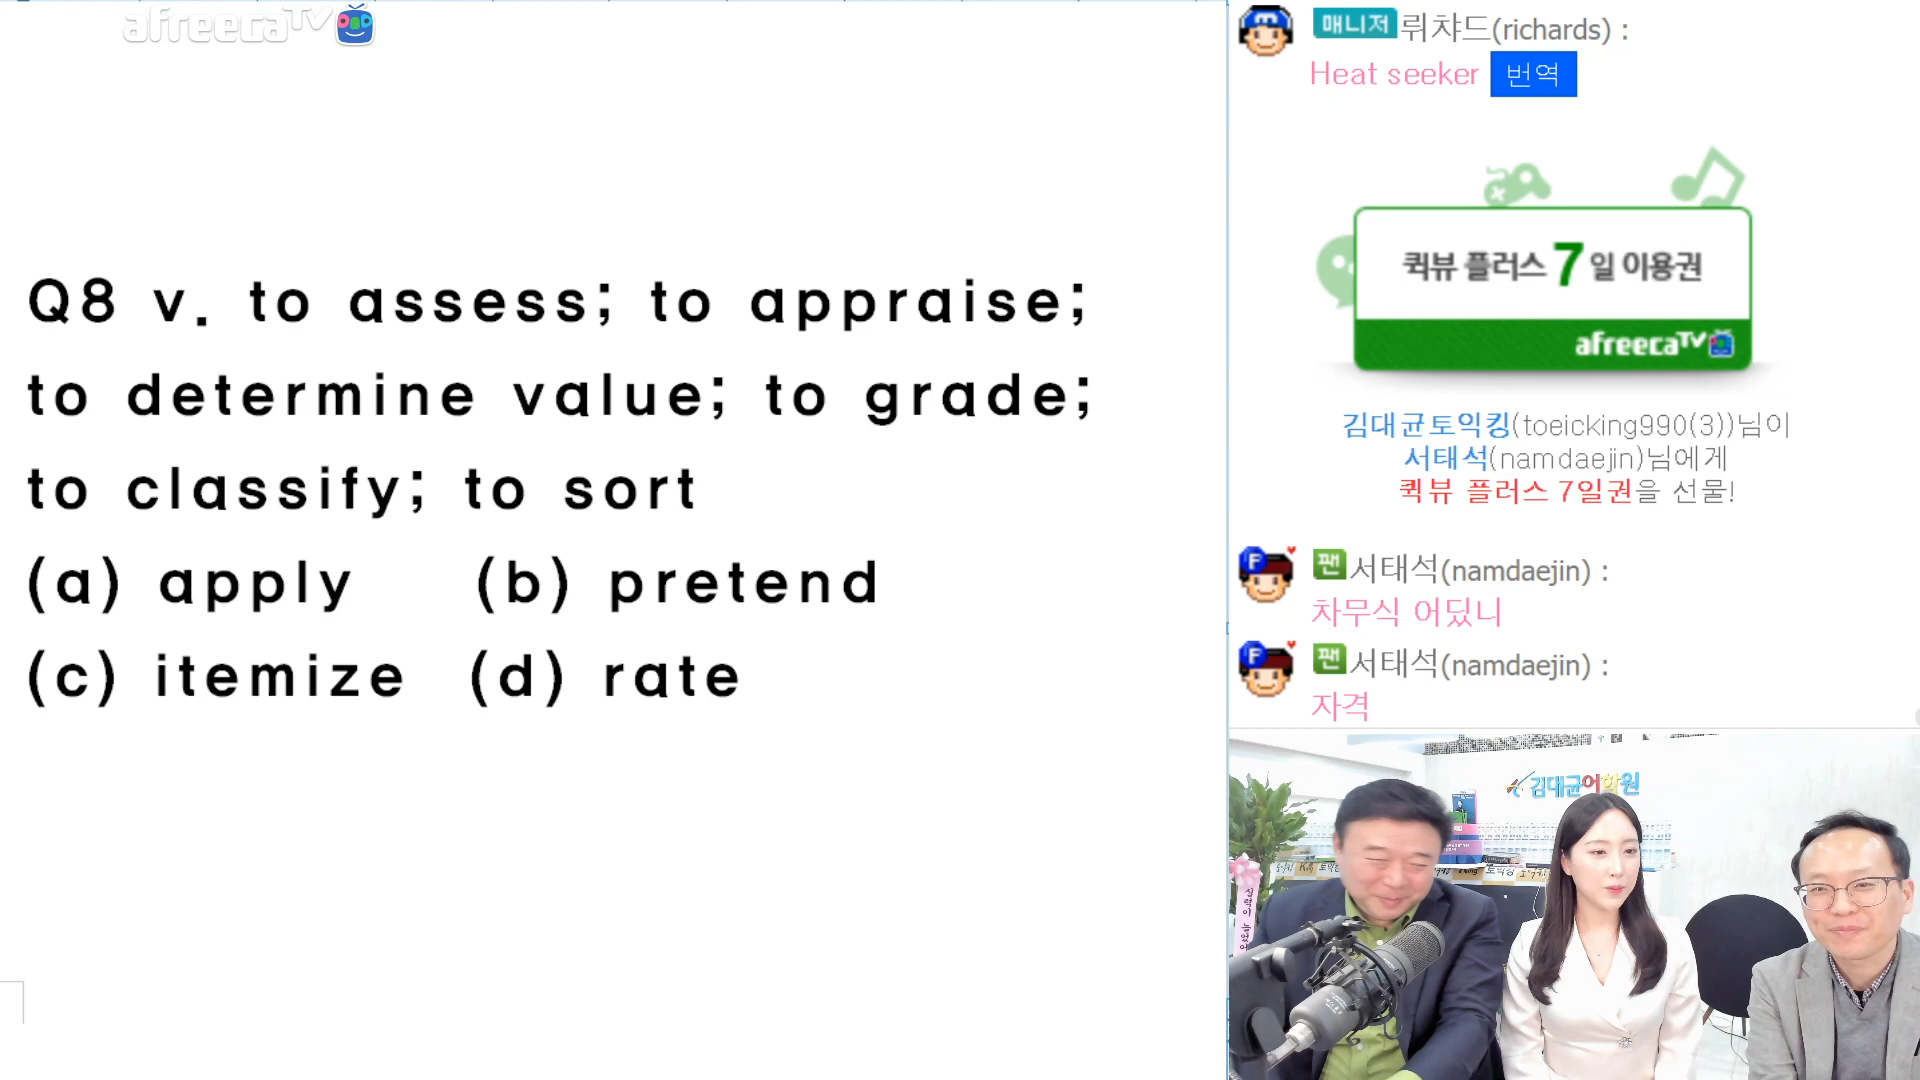 afreecaTV
Q8 v. to assess; to appraise;
to determine value; to grade;
to classify; to sort
(a) apply (b) pretend
(c) itemize (d) rate
매니저 뤼챠드(richards) :
Heat seeker 번역
퀵뷰 플러스 7일 이용권
afreecaTV
김대균토익킹(toeicking990(3))님이
서태석(namdaejin)님에게
퀵뷰 플러스 7일권을 선물!
F 팬 서태석(namdaejin) :
차무식 어딨니
F 팬 서태석(namdaejin) :
자격
김대균어학원